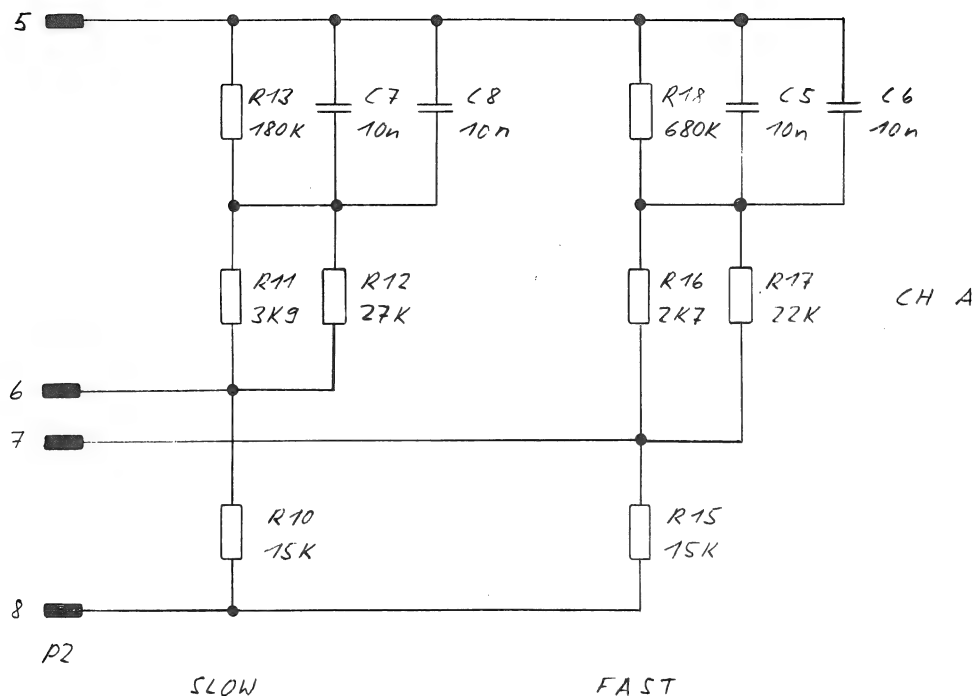 5
R13
180K
C7
10n
C8
10n
R18
680K
C5
10n
C6
10n
R11
3K9
R12
27K
R16
2K7
R17
22K
CH A
6
7
R10
15K
R15
15K
8
P2
SLOW
FAST